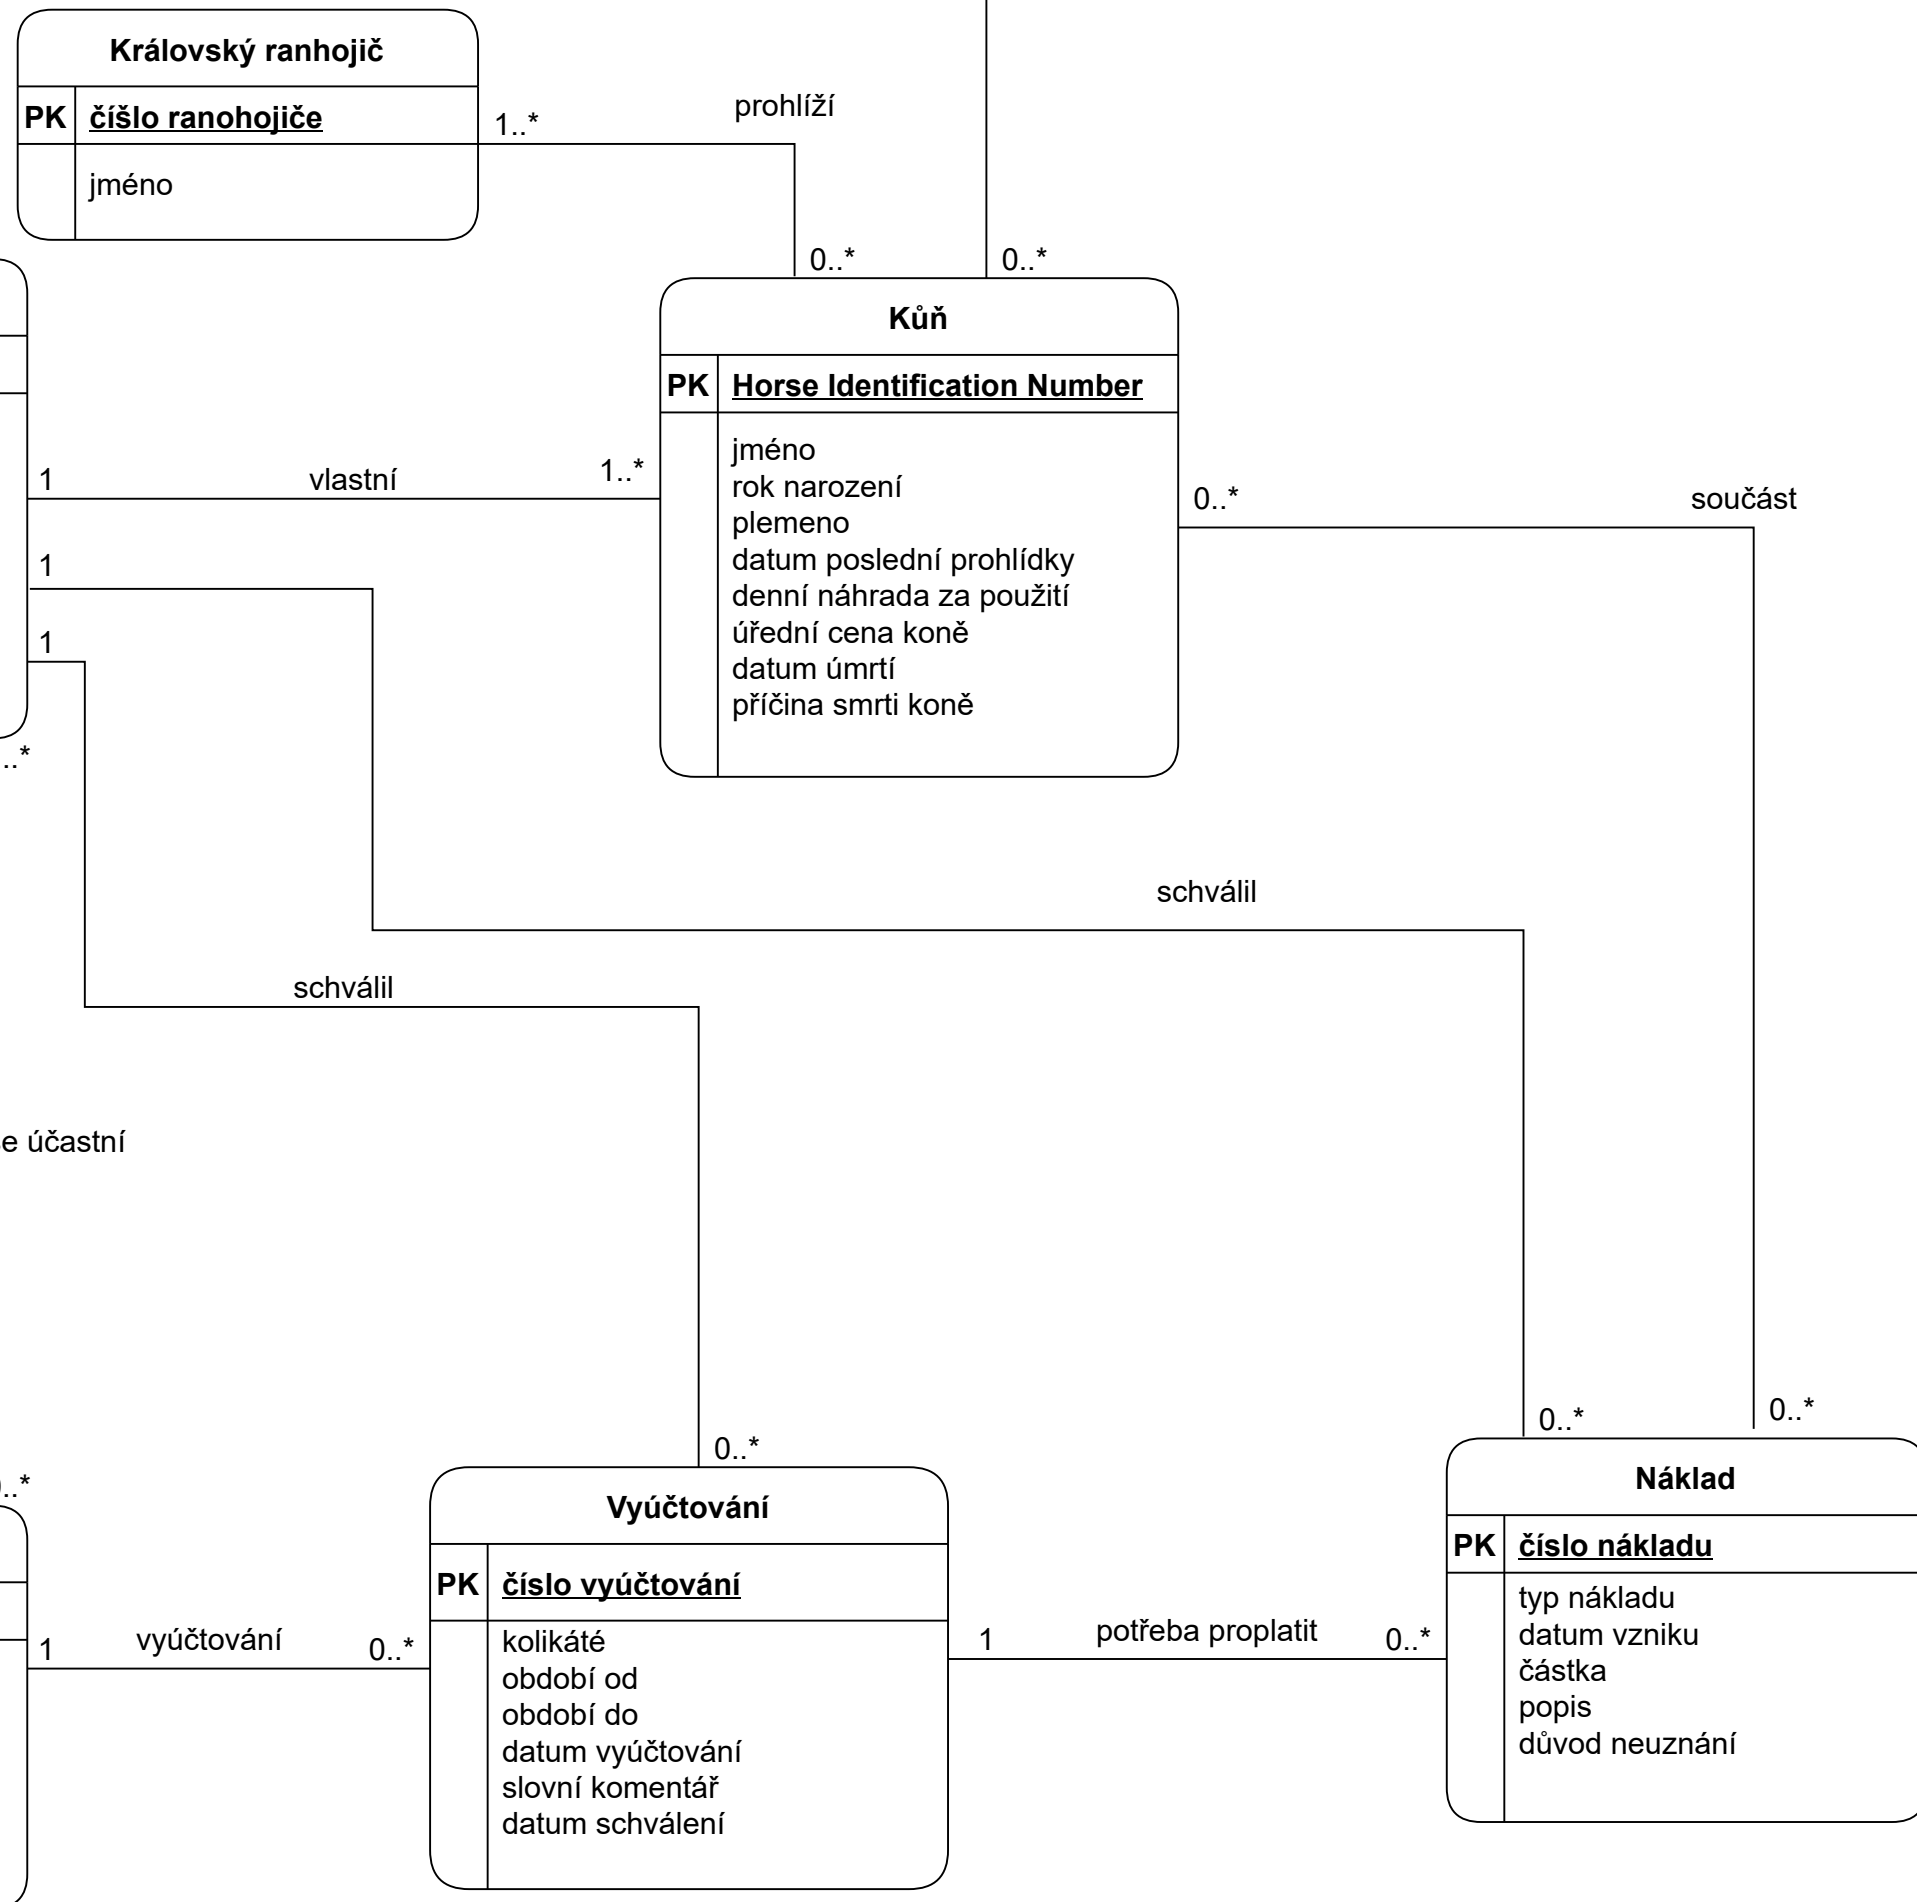 Královský ranhojič
PK číšlo ranohojiče
jméno
1..*
prohlíží
0..*
0..*
Kůň
PK Horse Identification Number
jméno
rok narození
plemeno
datum poslední prohlídky
denní náhrada za použití
úřední cena koně
datum úmrtí
příčina smrti koně
1
vlastní
1..*
0..*
součást
1
1
..*
schválil
schválil
účastní
0..*
0..*
0..*
..*
Vyúčtování
PK číslo vyúčtování
kolikáté
období od
období do
datum vyúčtování
slovní komentář
datum schválení
1
vyúčtování
0..*
1
potřeba proplatit
0..*
Náklad
PK číslo nákladu
typ nákladu
datum vzniku
částka
popis
důvod neuznání